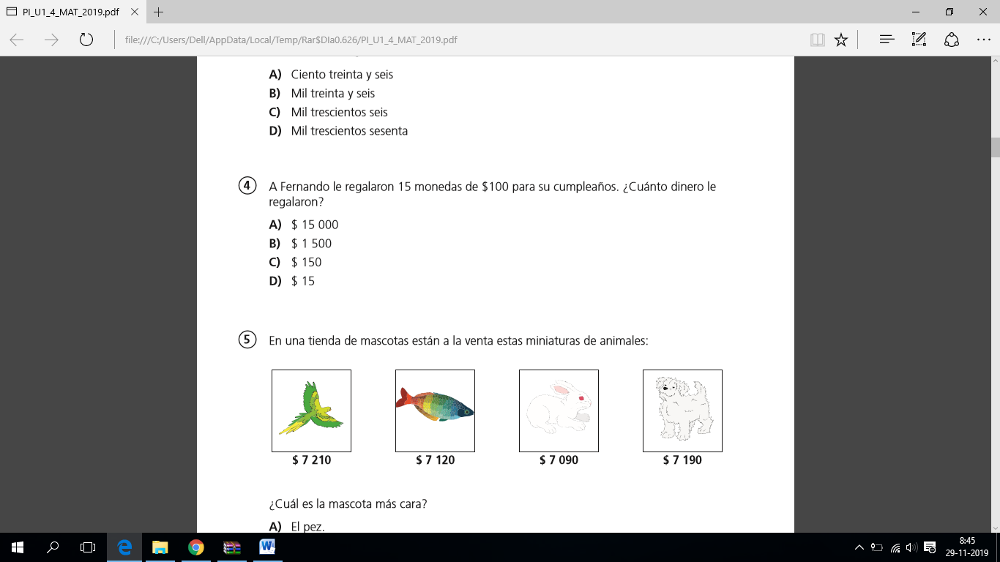 PI_U1_4_MAT_2019.pdf
file:///C:/Users/Dell/AppData/Local/Temp/Rar$DIa0.626/PI_U1_4_MAT_2019.pdf
A) Ciento treinta y seis
B) Mil treinta y seis
C) Mil trescientos seis
D) Mil trescientos sesenta
4 A Fernando le regalaron 15 monedas de $100 para su cumpleaños. ¿Cuánto dinero le
regalaron?
A) $ 15 000
B) $ 1 500
C) $ 150
D) $ 15
5 En una tienda de mascotas están a la venta estas miniaturas de animales:
$ 7 210 $ 7 120 $ 7 090 $ 7 190
¿Cuál es la mascota más cara?
A) El pez.
8:45
29-11-2019